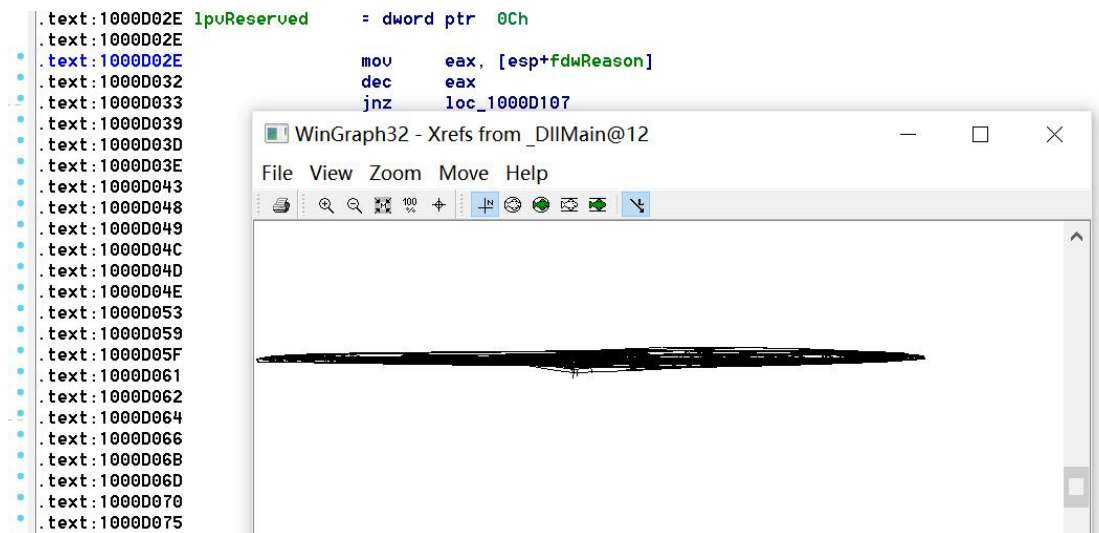 .text:1000D02E lpvReserved = dword ptr 0Ch
.text:1000D02E
.text:1000D02E mov eax, [esp+fdwReason]
.text:1000D032 dec eax
.text:1000D033 jnz loc_1000D107
.text:1000D039
.text:1000D03D
.text:1000D03E
.text:1000D043
.text:1000D048
.text:1000D049
.text:1000D04C
.text:1000D04D
.text:1000D04E
.text:1000D053
.text:1000D059
.text:1000D05F
.text:1000D061
.text:1000D062
.text:1000D064
.text:1000D066
.text:1000D06B
.text:1000D06D
.text:1000D070
.text:1000D075
WinGraph32 - Xrefs from _DllMain@12
File View Zoom Move Help
100 %
N